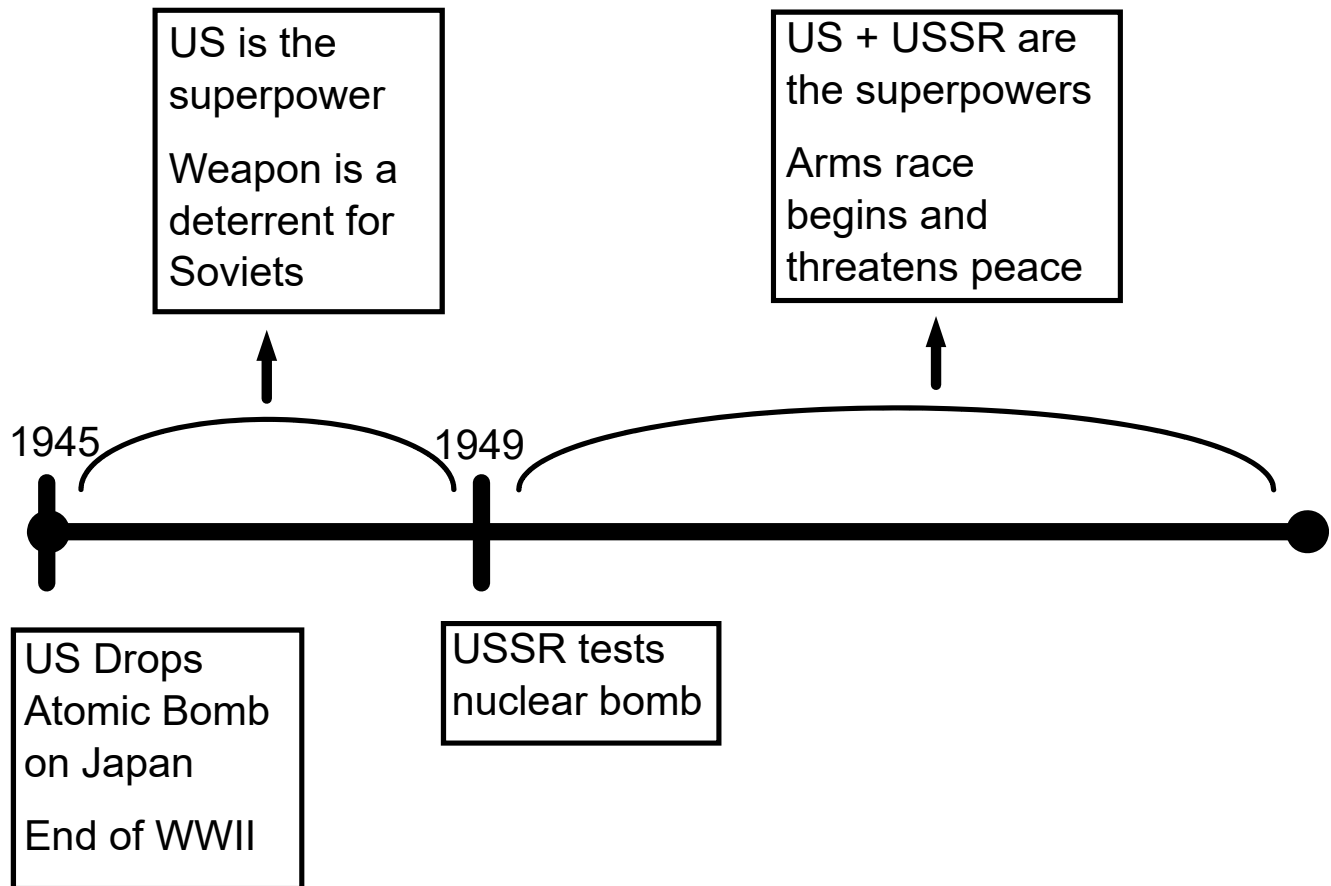 US is the
superpower
Weapon is a
deterrent for
Soviets
US + USSR are
the superpowers
Arms race
begins and
threatens peace
1945
1949
US Drops
Atomic Bomb
on Japan
End of WWII
USSR tests
nuclear bomb